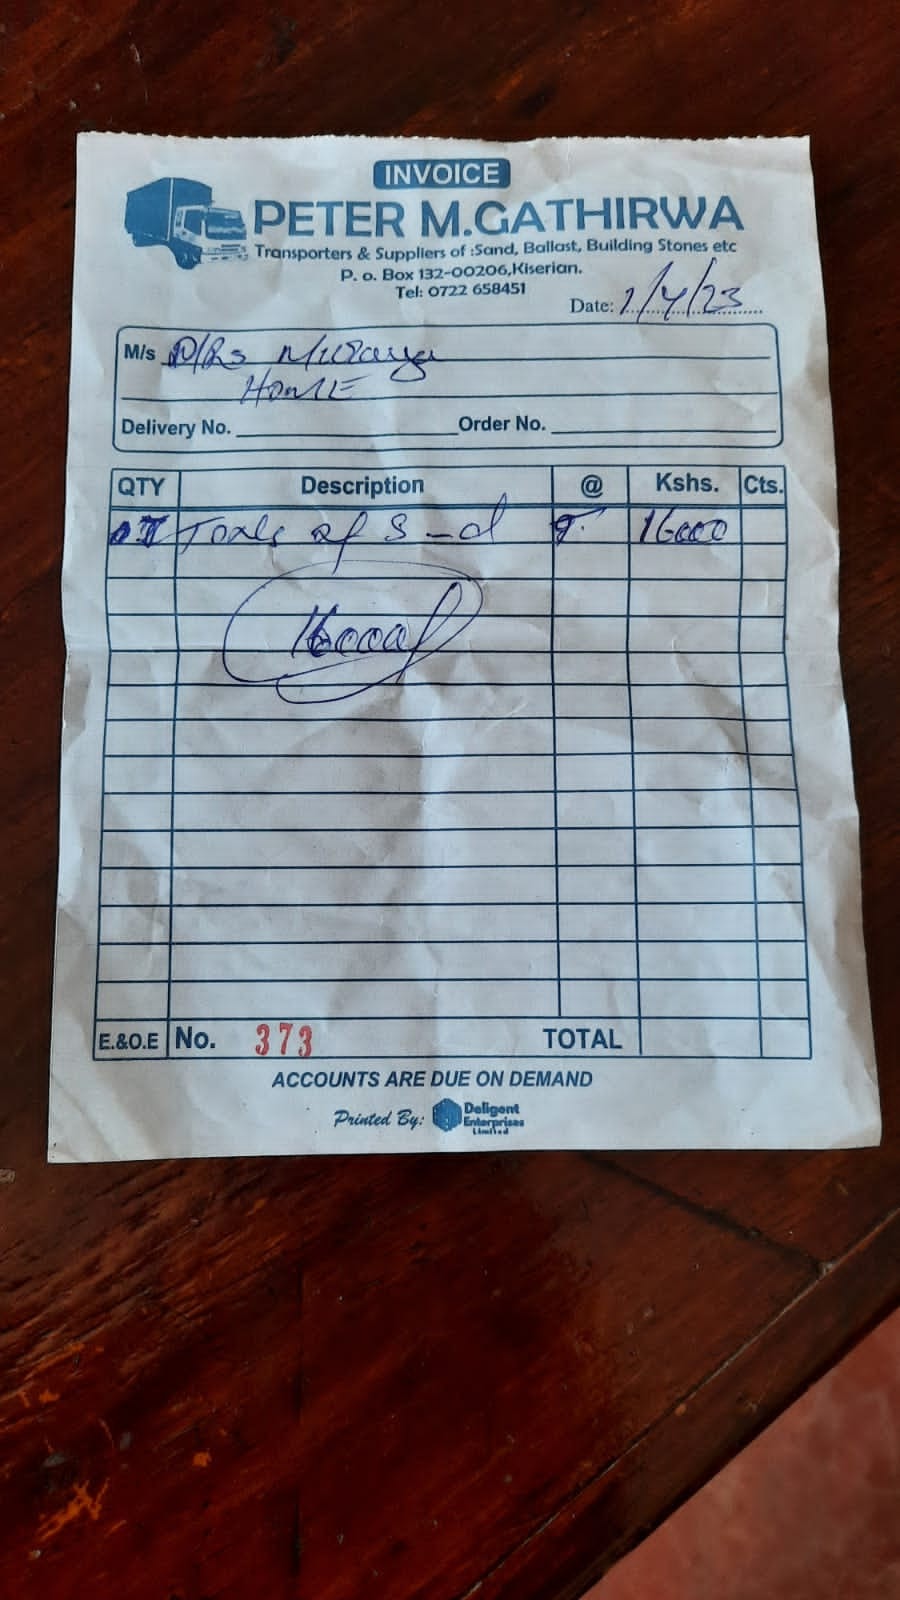 INVOICE
PETER M.GATHIRWA
Transporters & Suppliers of :Sand, Ballast, Building Stones etc
P. o. Box 132-00206,Kiserian.
Tel: 0722 658451
Date: 1/4/23
M/s
HOME
Delivery No. Order No.
QTY Description @ Kshs. Cts.
of S-d 16000
16000/
E.&O.E No. 373 TOTAL
ACCOUNTS ARE DUE ON DEMAND
Printed By: Deligent Enterprises Limited